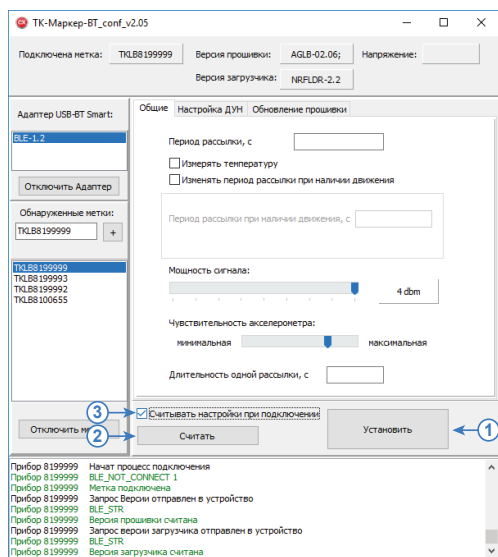 ТК-Маркер-BT_conf_v2.05
Подключена метка: TKLB8199999 Версия прошивки: AGLB-02.06; Напряжение:
Версия загрузчика: NRFLDR-2.2
Адаптер USB-BT Smart:
BLE-1.2
Отключить Адаптер
Обнаруженные метки:
TKLB8199999 +
TKLB8199999
TKLB8199993
TKLB8199992
TKLB8100655
Отключить
Общие Настройка ДУН Обновление прошивки
Период рассылки, с
Измерять температуру
Изменять период рассылки при наличии движения
Период рассылки при наличии движения, с
Мощность сигнала:
4 dbm
Чувствительность акселерометра:
минимальная максимальная
Длительность одной рассылки, с
3 Считывать настройки при подключении
2 Считать
Установить 1
Прибор 8199999 Начат процесс подключения
Прибор 8199999 BLE_NOT_CONNECT 1
Прибор 8199999 Метка подключена
Прибор 8199999 Запрос Версии отправлен в устройство
Прибор 8199999 BLE_STR
Прибор 8199999 Версия прошивки считана
Прибор 8199999 Запрос версии загрузчика отправлен в устройство
Прибор 8199999 BLE_STR
Прибор 8199999 Версия загрузчика считана